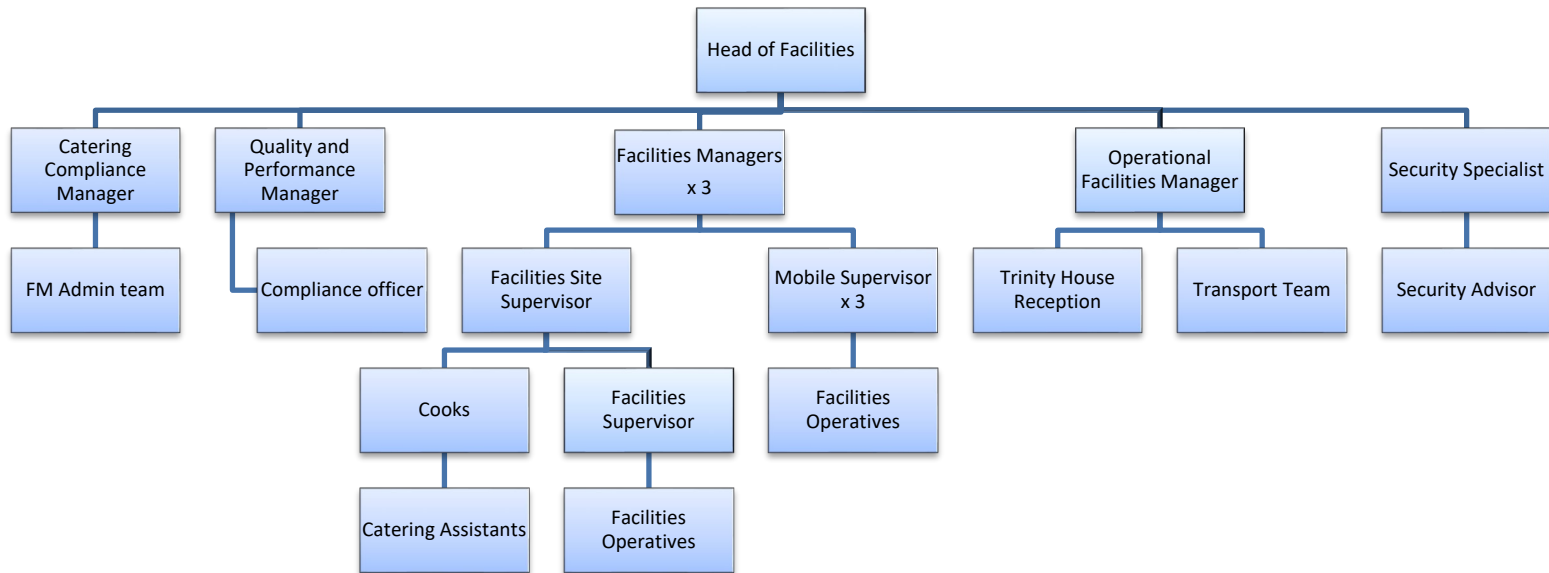 Head of Facilities
Catering
Compliance
Manager
Quality and
Performance
Manager
Facilities Managers
x 3
Operational
Facilities Manager
Security Specialist
FM Admin team
Compliance officer
Facilities Site
Supervisor
Mobile Supervisor
x 3
Trinity House
Reception
Transport Team
Security Advisor
Cooks
Facilities
Supervisor
Facilities
Operatives
Catering Assistants
Facilities
Operatives